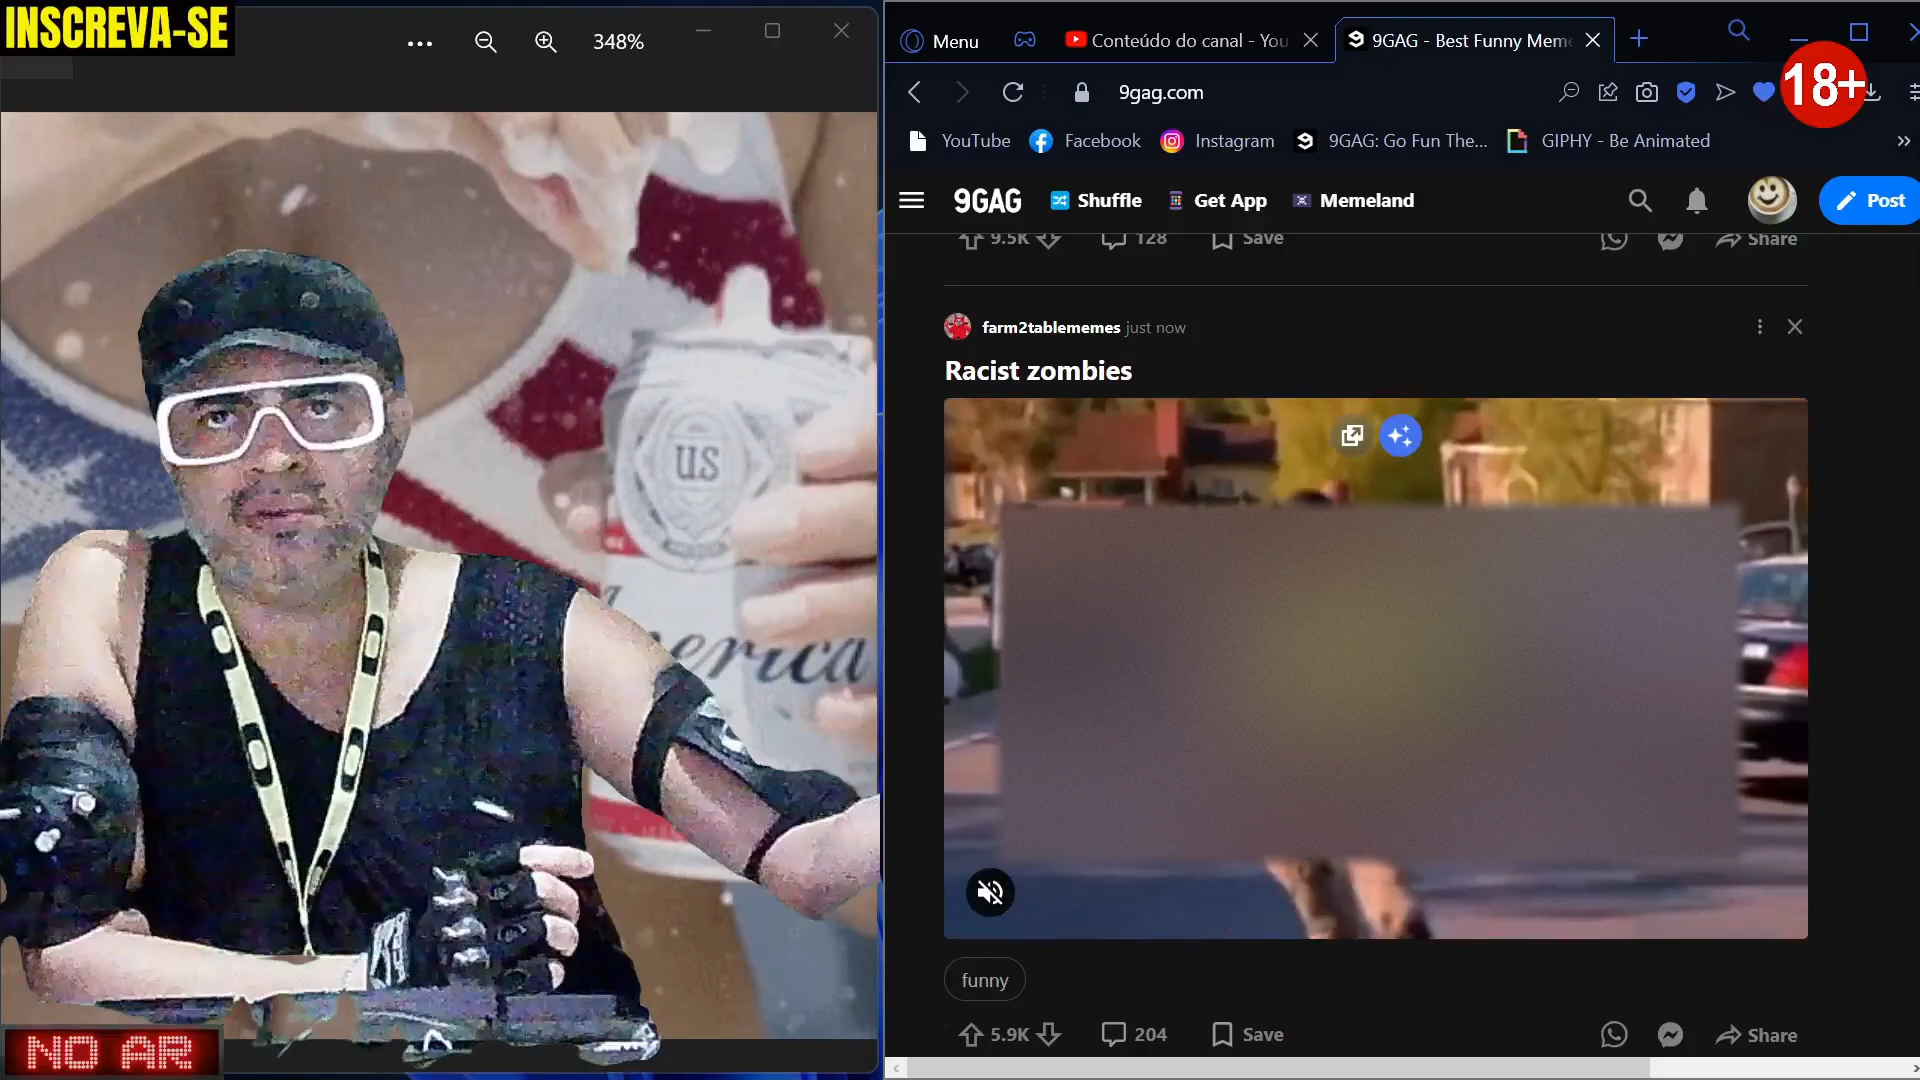 INSCREVA-SE
348%
Menu
Conteúdo do canal - You
9GAG - Best Funny Meme
9gag.com
18+
YouTube
Facebook
Instagram
9GAG: Go Fun The...
GIPHY - Be Animated
9GAG
Shuffle
Get App
Memeland
Post
9.5K
128
Save
Share
farm2tablememes just now
Racist zombies
US
erica
funny
5.9K
204
Save
Share
NO AR